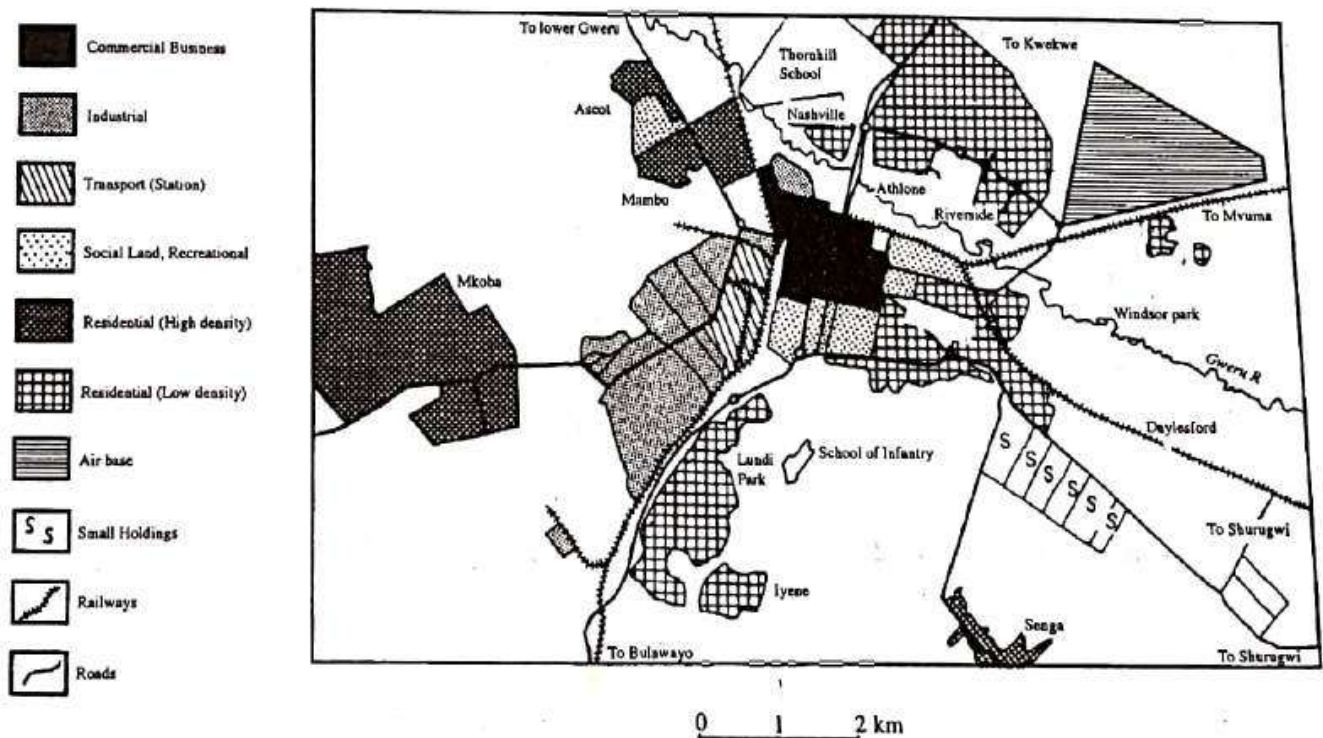 Commercial Business
Industrial
Transport (Station)
Social Land, Recreational
Residential (High density)
Residential (Low density)
Air base
S S
Small Holdings
Railways
Roads
To lower Gweru
Thornhill
School
To Kwekwe
Ascot
Nashville
Mambo
Athlone
Riverside
To Mvuma
Mkoba
Windsor park
Gweru R
Daylesford
Lundi
Park
School of Infantry
S S S S S S
To Shurugwi
Iyene
Senga
To Bulawayo
To Shurugwi
0 1 2 km